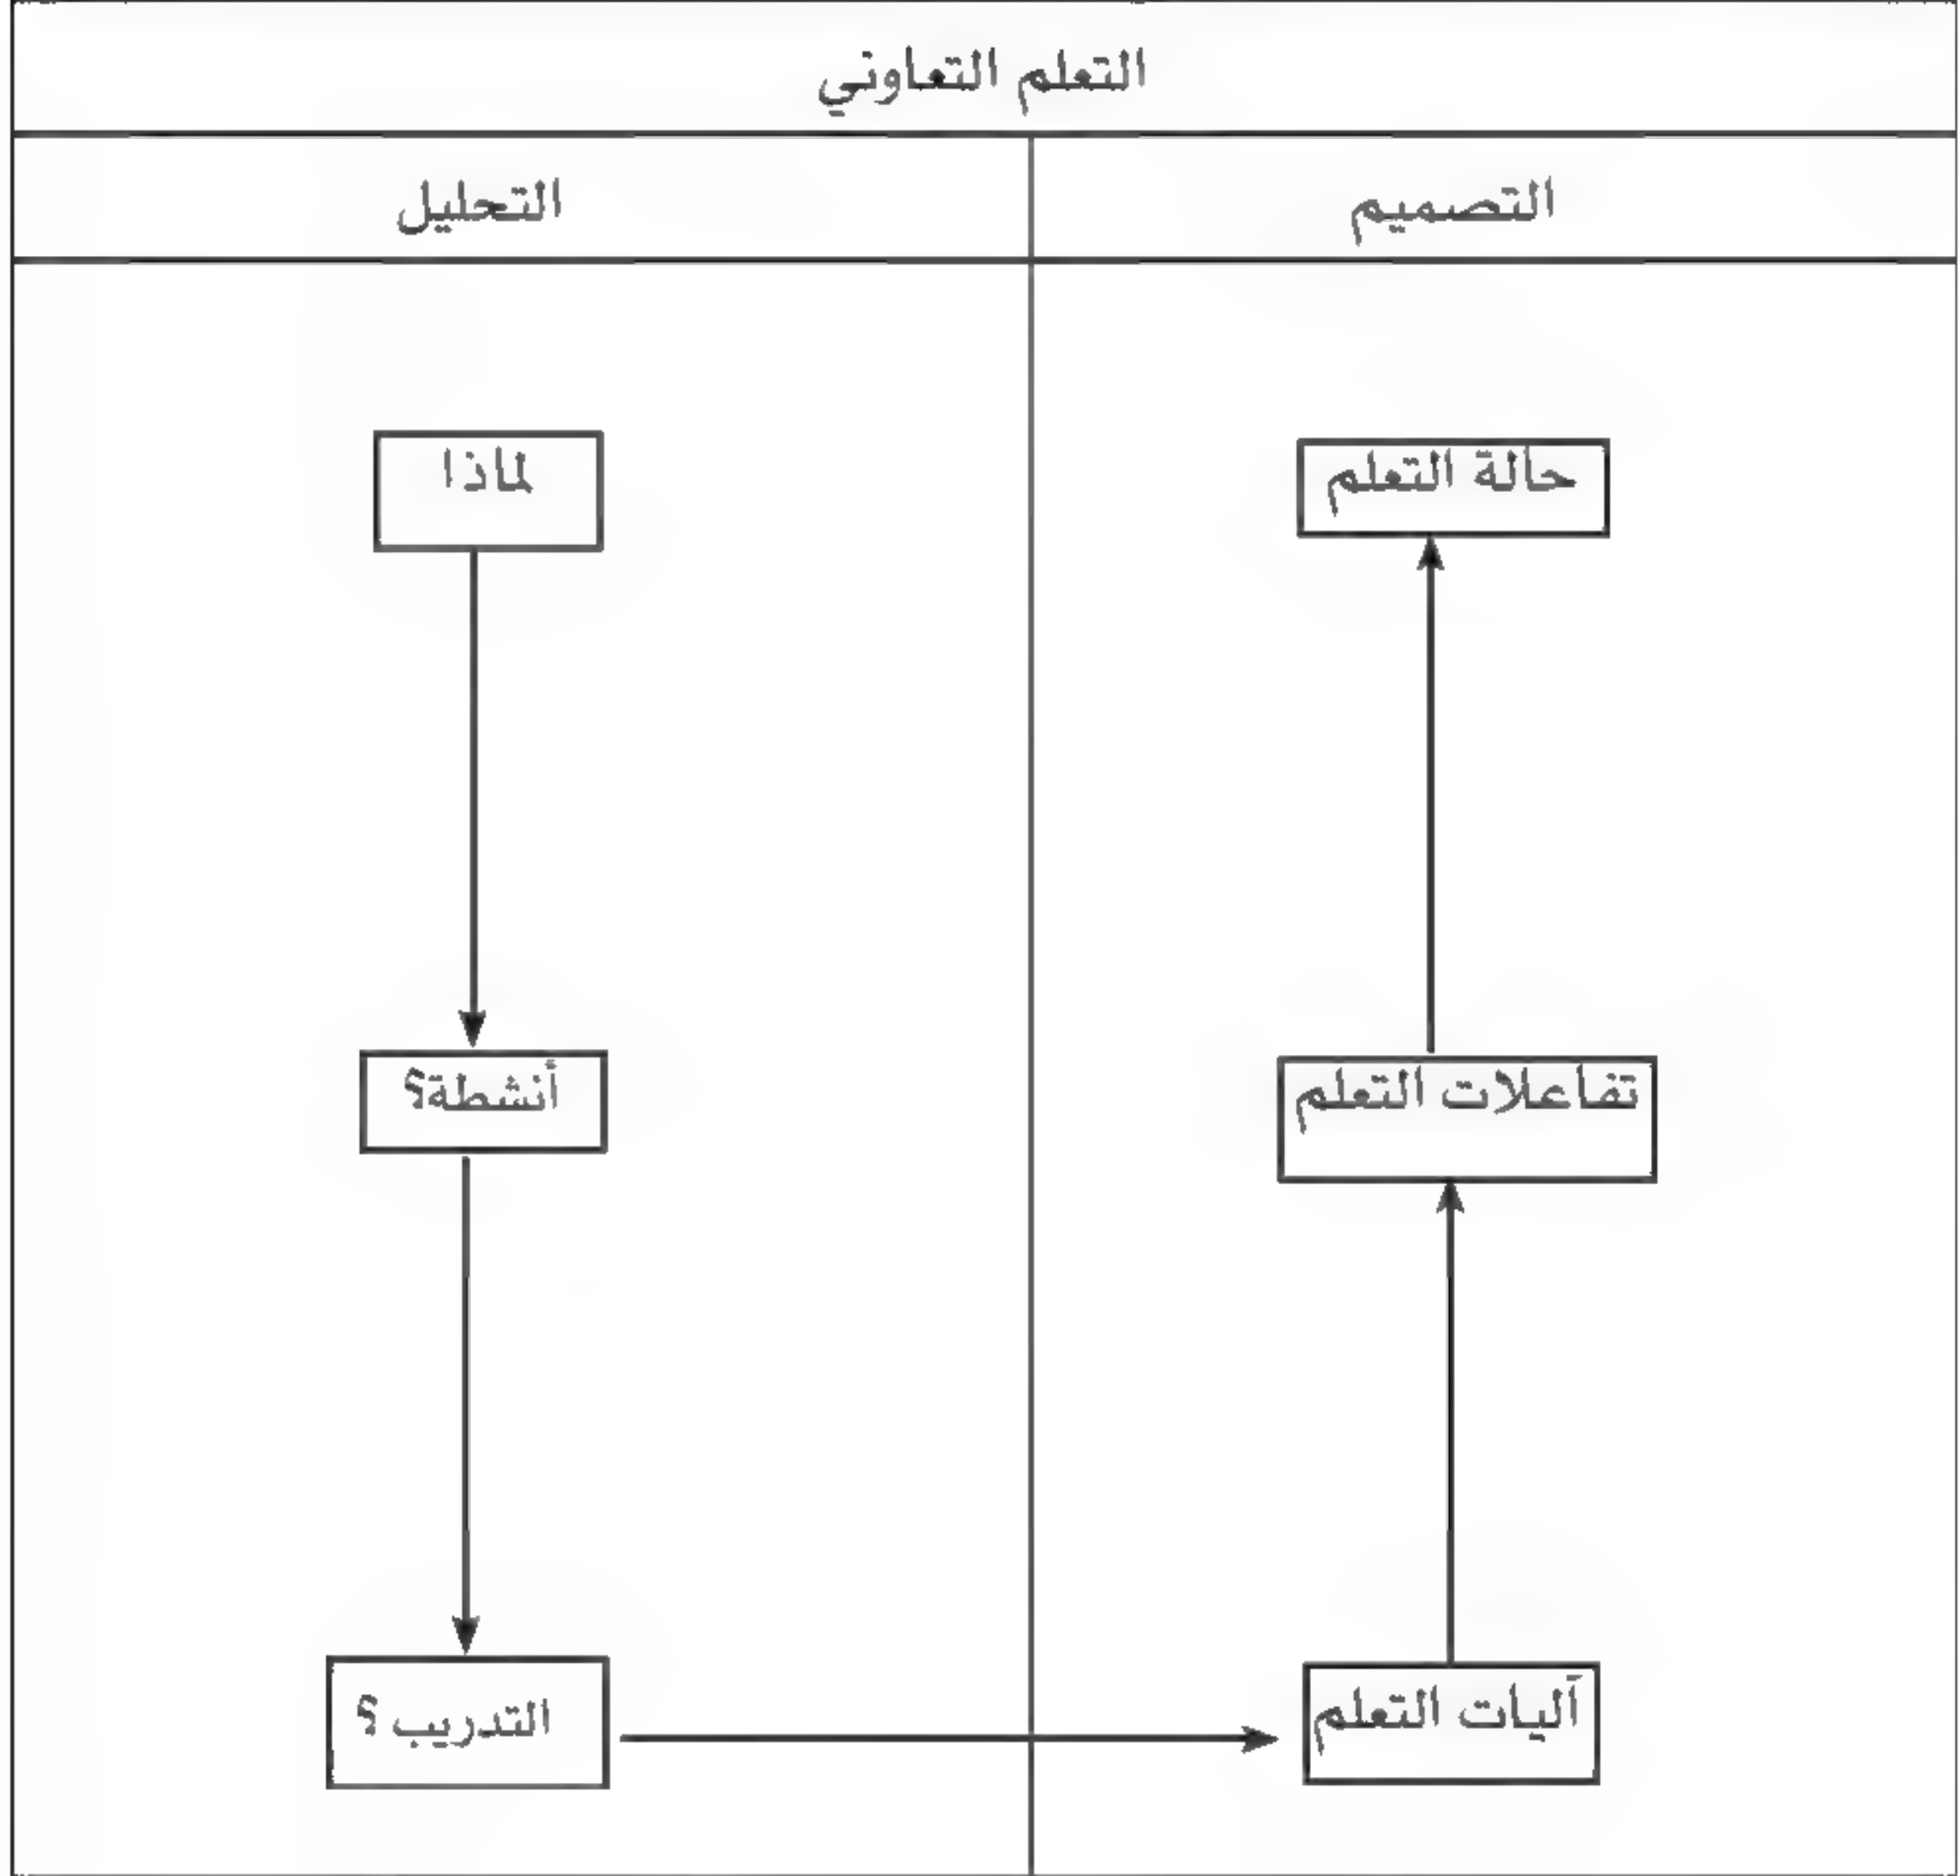 التعلم التعاوني
التصميم
التحليل
حالة التعلم
لماذا
تفاعلات التعلم
أنشطة؟
آليات التعلم
التدريب ؟